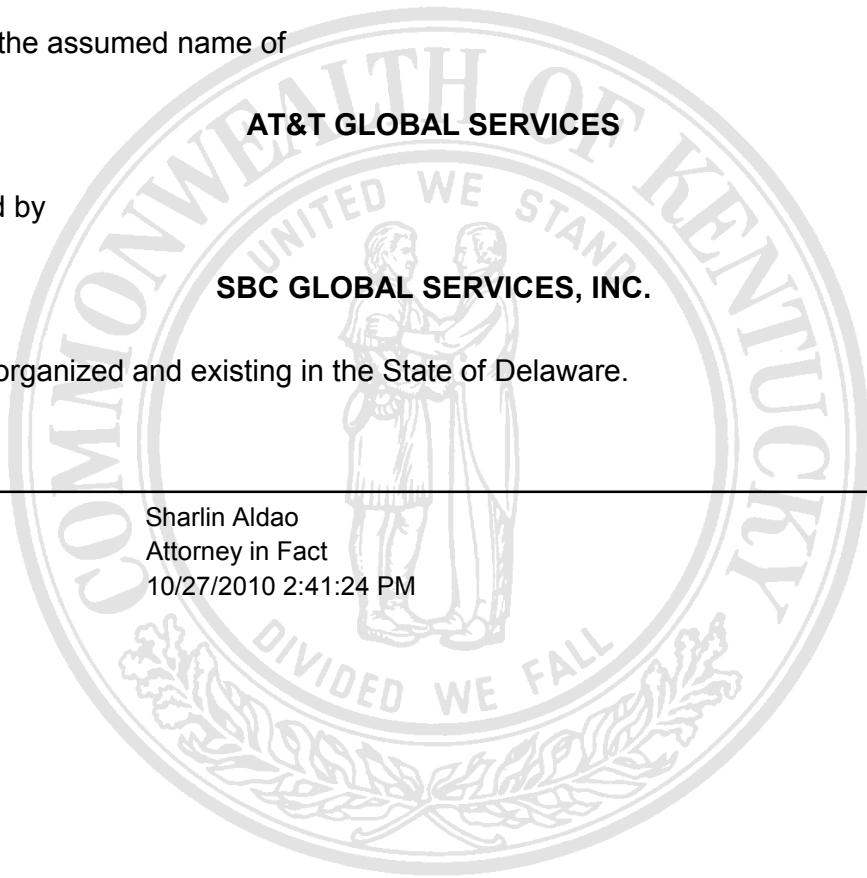 the assumed name of
AT&T GLOBAL SERVICES
d by
SBC GLOBAL SERVICES, INC.
organized and existing in the State of Delaware.
Sharlin Aldao
Attorney in Fact
10/27/2010 2:41:24 PM
COMMONWEALTH OF KENTUCKY
UNITED WE STAND
DIVIDED WE FALL